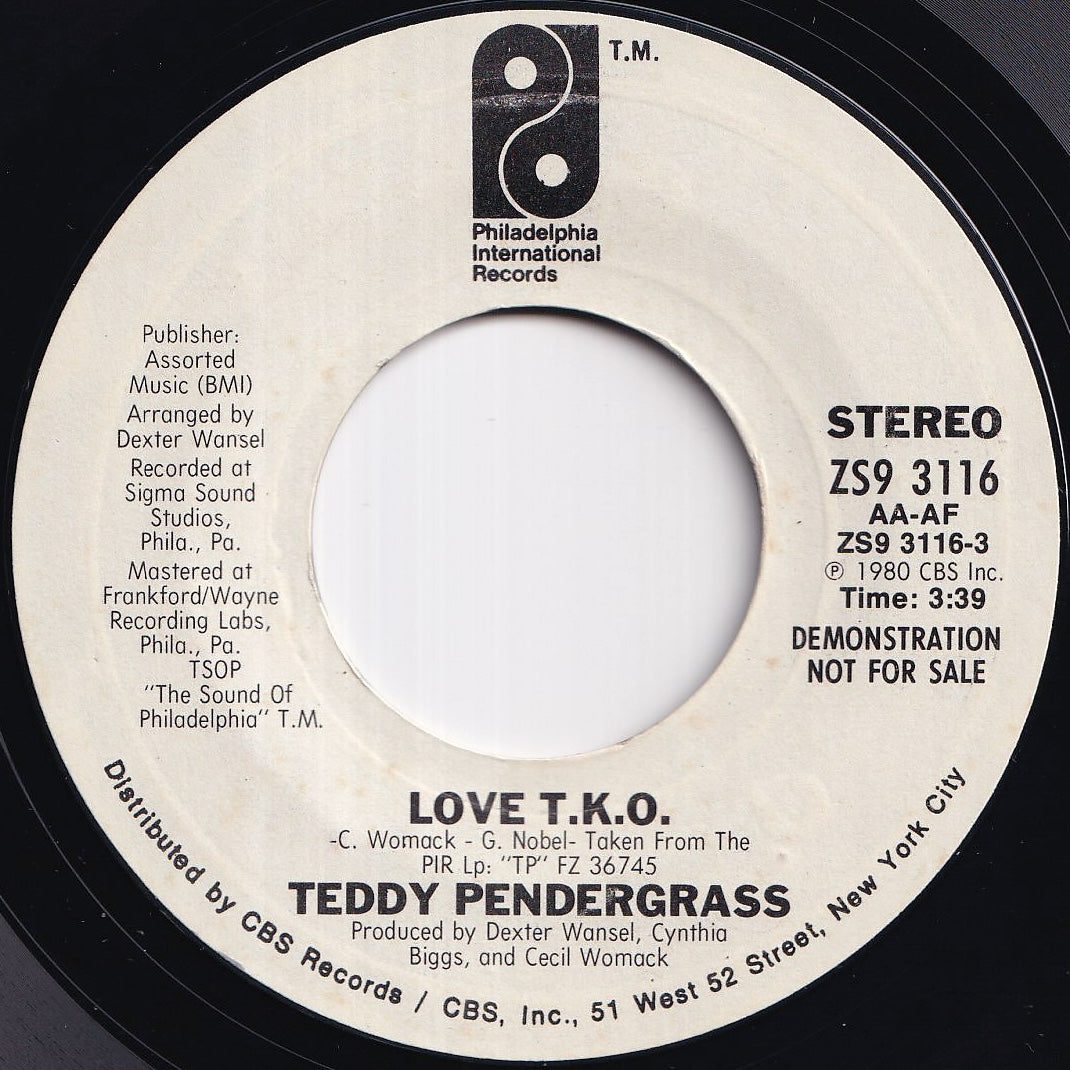 T.M.
Philadelphia
International
Records
Publisher:
Assorted
Music (BMI)
Arranged by
Dexter Wansel
Recorded at
Sigma Sound
Studios,
Phila., Pa.
Mastered at
Frankford/Wayne
Recording Labs,
Phila., Pa.
TSOP
"The Sound Of
Philadelphia" T.M.
STEREO
ZS9 3116
AA-AF
ZS9 3116-3
℗ 1980 CBS Inc.
Time: 3:39
DEMONSTRATION
NOT FOR SALE
LOVE T.K.O.
-C. Womack - G. Nobel- Taken From The
PIR Lp: "TP" FZ 36745
TEDDY PENDERGRASS
Produced by Dexter Wansel, Cynthia
Biggs, and Cecil Womack
Distributed by CBS Records / CBS, Inc., 51 West 52 Street, New York City